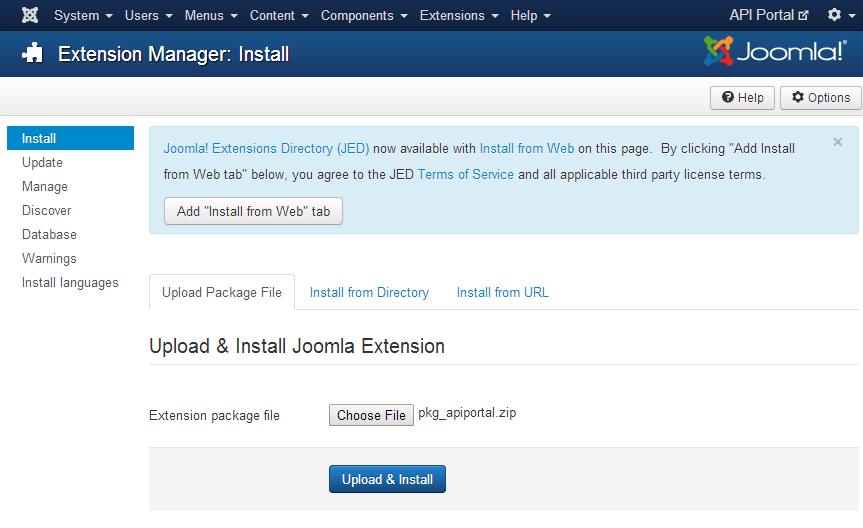 System Users Menus Content Components Extensions Help API Portal
Extension Manager: Install Joomla!®
Help Options
Install
Update
Manage
Discover
Database
Warnings
Install languages
Joomla! Extensions Directory (JED) now available with Install from Web on this page. By clicking "Add Install
from Web tab" below, you agree to the JED Terms of Service and all applicable third party license terms.
Add "Install from Web" tab
Upload Package File Install from Directory Install from URL
Upload & Install Joomla Extension
Extension package file Choose File pkg_apiportal.zip
Upload & Install